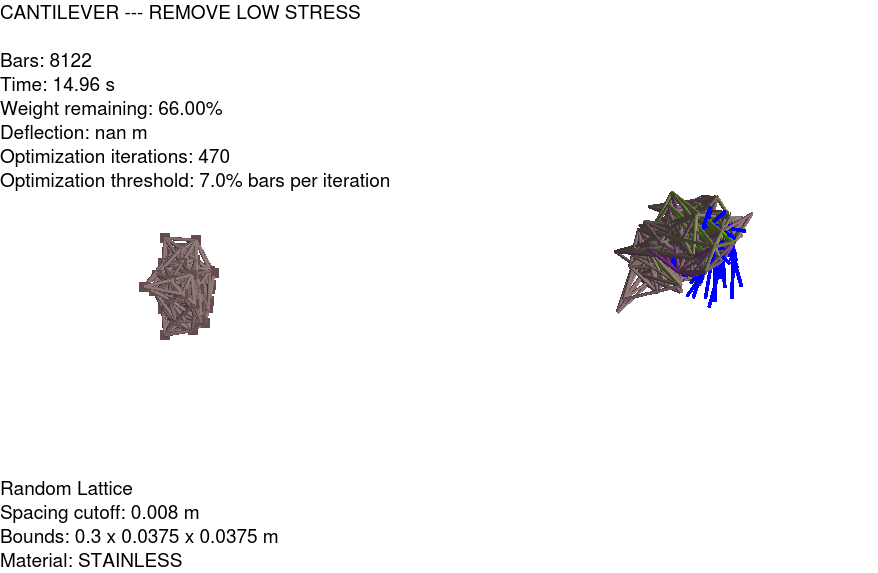 CANTILEVER --- REMOVE LOW STRESS
Bars: 8122
Time: 14.96 s
Weight remaining: 66.00%
Deflection: nan m
Optimization iterations: 470
Optimization threshold: 7.0% bars per iteration
Random Lattice
Spacing cutoff: 0.008 m
Bounds: 0.3 x 0.0375 x 0.0375 m
Material: STAINLESS